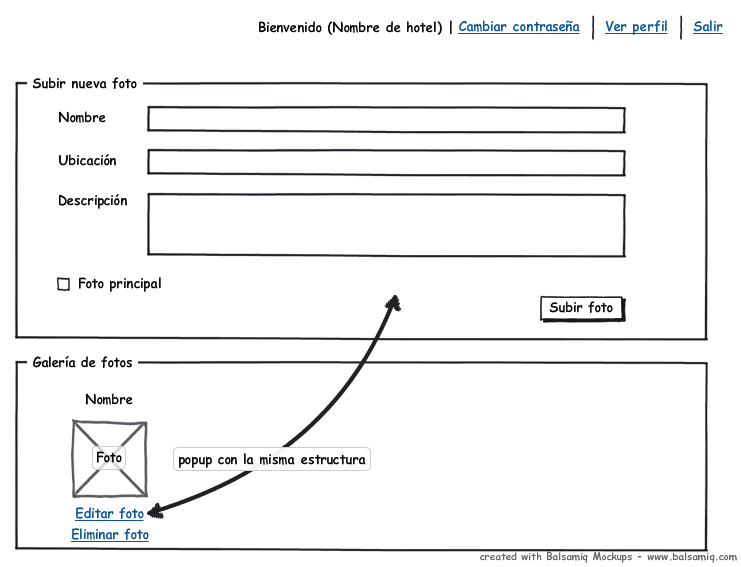 Bienvenido (Nombre de hotel) | Cambiar contraseña | Ver perfil | Salir
Subir nueva foto
Nombre
Ubicación
Descripción
Foto principal
Subir foto
Galería de fotos
Nombre
Foto
popup con la misma estructura
Editar foto
Eliminar foto
created with Balsamiq Mockups - www.balsamiq.com